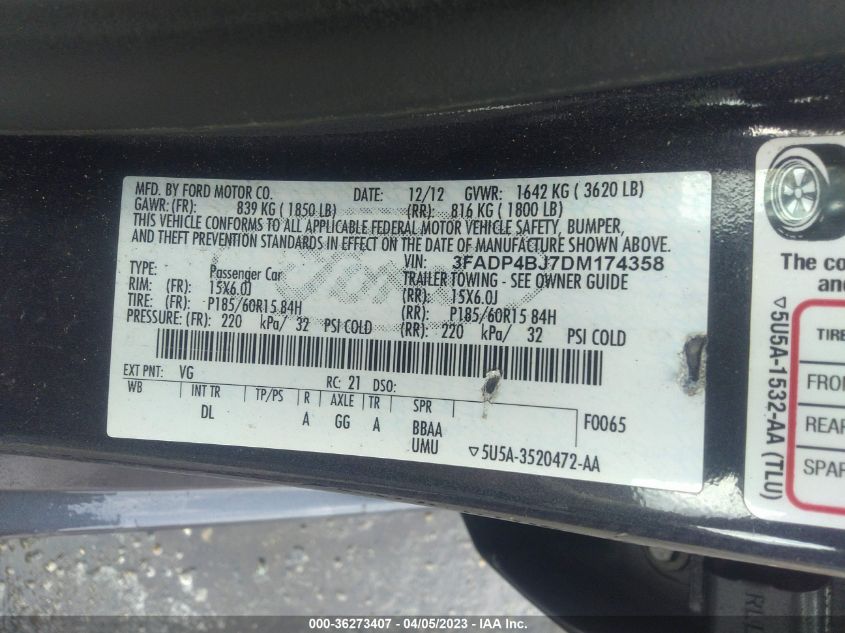 MFD. BY FORD MOTOR CO. DATE: 12/12 GVWR: 1642 KG ( 3620 LB)
GAWR: (FR): 839 KG ( 1850 LB) (RR): 816 KG ( 1800 LB)
THIS VEHICLE CONFORMS TO ALL APPLICABLE FEDERAL MOTOR VEHICLE SAFETY, BUMPER,
AND THEFT PREVENTION STANDARDS IN EFFECT ON THE DATE OF MANUFACTURE SHOWN ABOVE.
VIN: 3FADP4BJ7DM174358
TYPE: Passenger Car TRAILER TOWING - SEE OWNER GUIDE
RIM: (FR): 15X6.0J (RR): 15X6.0J
TIRE: (FR): P185/60R15 84H (RR): P185/60R15 84H
PRESSURE: (FR): 220 kPa/ 32 PSI COLD (RR): 220 kPa/ 32 PSI COLD
EXT PNT: VG RC: 21 DSO:
WB INT TR TP/PS R AXLE TR SPR
DL A GG A BBAA F0065
UMU ▽5U5A-3520472-AA
The co
an
TIRE
FRO
REAR
SPAR
▽5U5A-1532-AA (TLU)
000-36273407 - 04/05/2023 - IAA Inc.